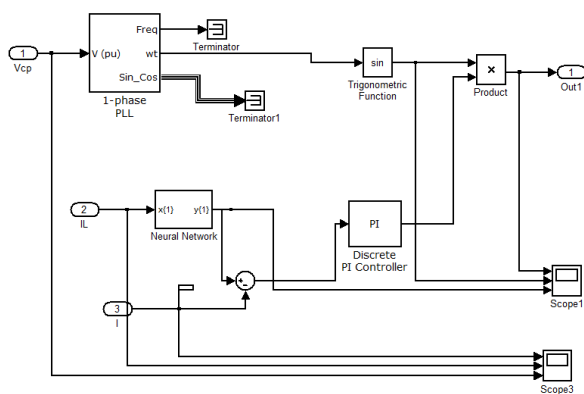 Freq
V (pu)
wt
Sin_Cos
1-phase
PLL
1
Vcp
Terminator
Terminator1
sin
Trigonometric
Function
×
Product
1
Out1
2
IL
x{1}
y{1}
Neural Network
PI
Discrete
PI Controller
+
-
3
I
Scope1
Scope3